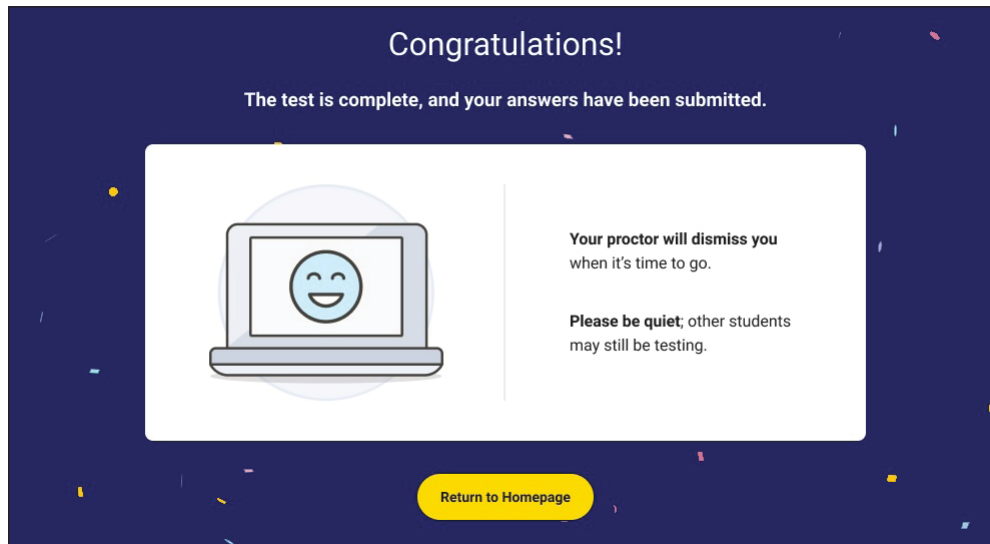 Congratulations!
The test is complete, and your answers have been submitted.
Your proctor will dismiss you
when it’s time to go.
Please be quiet; other students
may still be testing.
Return to Homepage